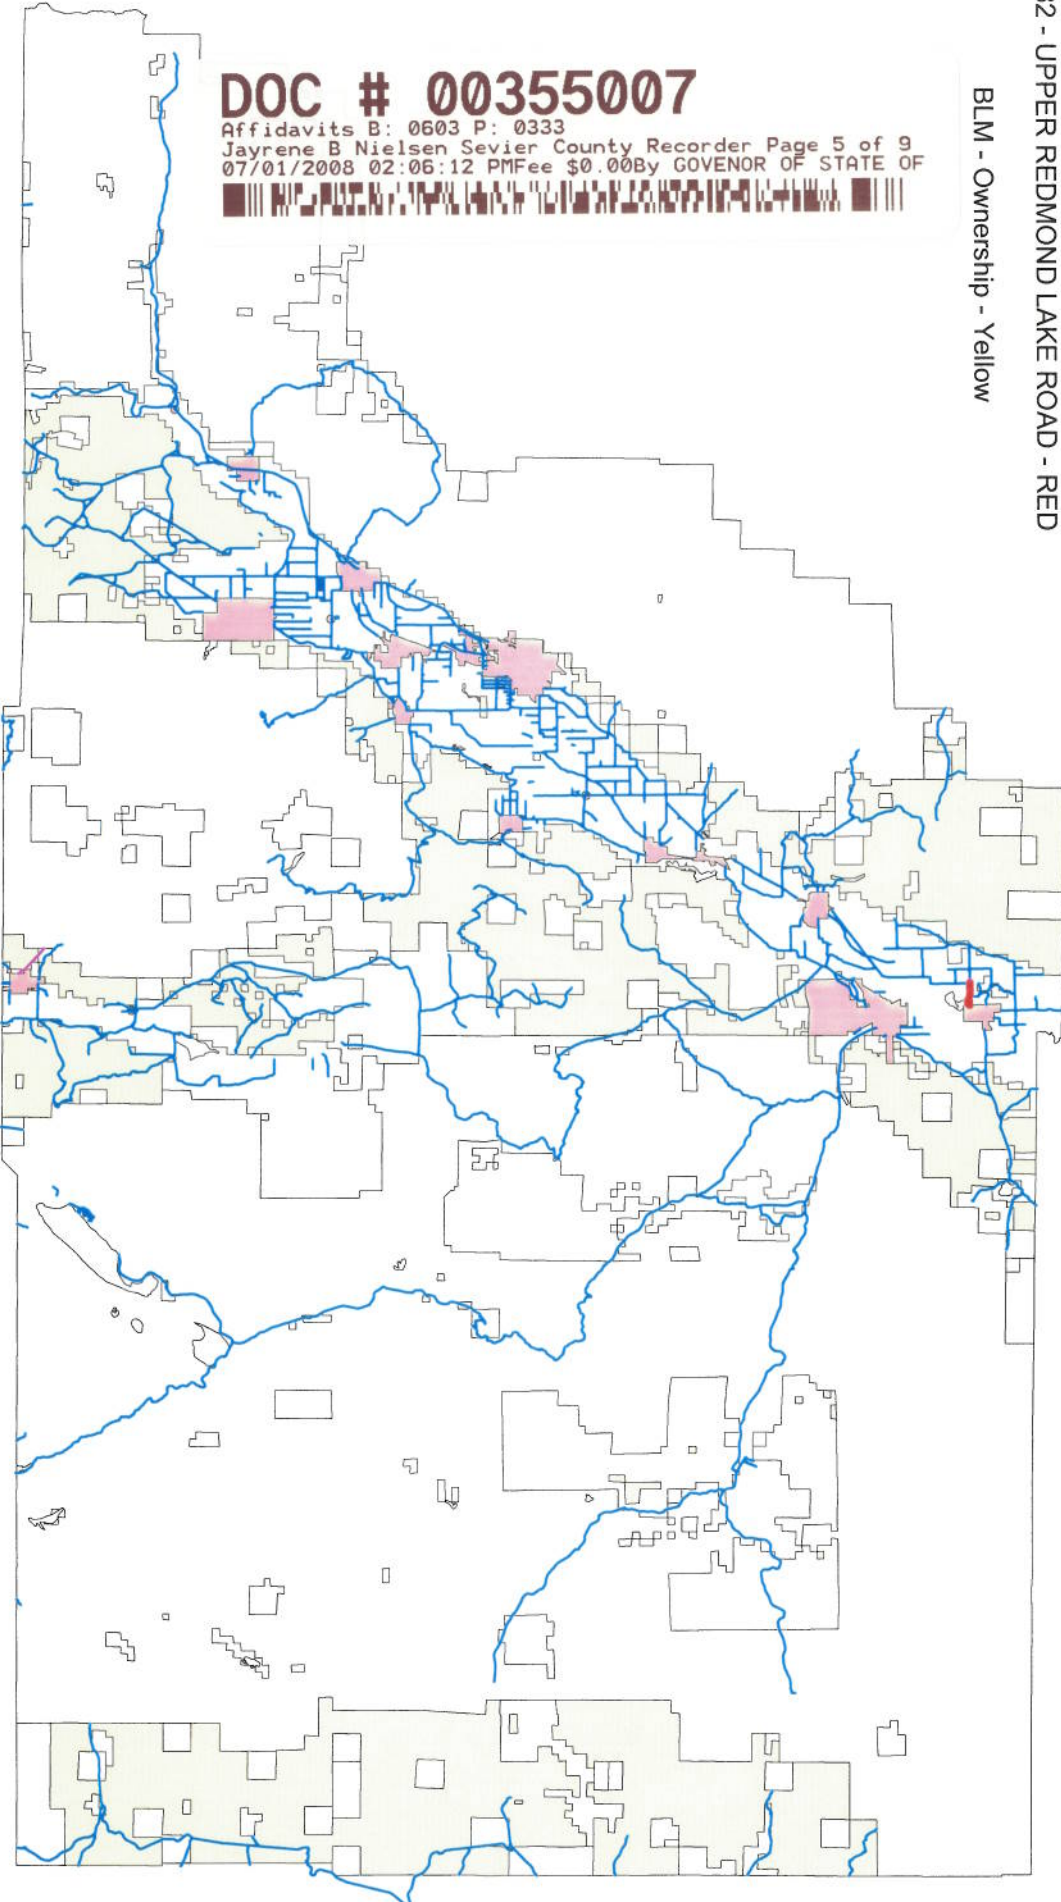 DOC # 00355007
Affidavits B: 0603 P: 0333
Jayrene B Nielsen Sevier County Recorder Page 5 of 9
07/01/2008 02:06:12 PMFee $0.00By GOVENOR OF STATE OF
- UPPER REDMOND LAKE ROAD - RED
BLM - Ownership - Yellow